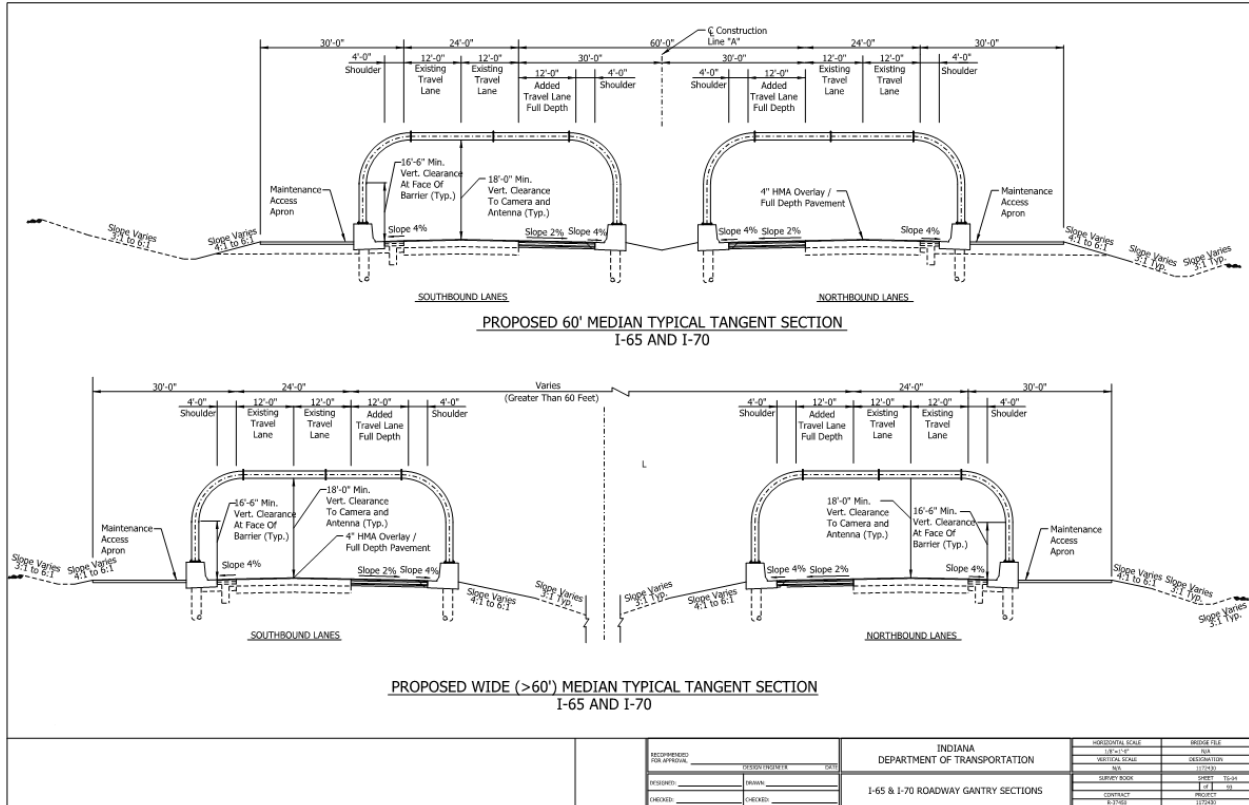 ℄ Construction
Line "A"
30'-0" 24'-0" 60'-0" 24'-0" 30'-0"
4'-0" 12'-0" 12'-0" 30'-0" 30'-0" 12'-0" 12'-0" 4'-0"
Shoulder Existing Existing 12'-0" 4'-0" 4'-0" 12'-0" Existing Existing Shoulder
Travel Travel Added Shoulder Shoulder Added Travel Travel
Lane Lane Travel Lane Travel Lane Lane Lane
Full Depth Full Depth
16'-6" Min.
Vert. Clearance
At Face Of
Barrier (Typ.)
18'-0" Min.
Vert. Clearance
To Camera and
Antenna (Typ.)
Maintenance
Access
Apron
4" HMA Overlay /
Full Depth Pavement
Maintenance
Access
Apron
Slope Varies
3:1 to 6:1
Slope Varies
4:1 to 6:1
Slope 4%
Slope 2%
Slope 4%
Slope 4%
Slope 2%
Slope 4%
Slope Varies
4:1 to 6:1
Slope Varies
3:1 Typ.
Slope Varies
3:1 Typ.
SOUTHBOUND LANES
NORTHBOUND LANES
PROPOSED 60' MEDIAN TYPICAL TANGENT SECTION
I-65 AND I-70
30'-0" 24'-0" Varies 24'-0" 30'-0"
(Greater Than 60 Feet)
4'-0" 12'-0" 12'-0" 12'-0" 4'-0" 4'-0" 12'-0" 12'-0" 12'-0" 4'-0"
Shoulder Existing Existing Added Shoulder Shoulder Added Existing Existing Shoulder
Travel Travel Travel Lane Travel Lane Travel Travel
Lane Lane Full Depth Full Depth Lane Lane
L
16'-6" Min.
Vert. Clearance
At Face Of
Barrier (Typ.)
18'-0" Min.
Vert. Clearance
To Camera and
Antenna (Typ.)
4" HMA Overlay /
Full Depth Pavement
18'-0" Min.
Vert. Clearance
To Camera and
Antenna (Typ.)
16'-6" Min.
Vert. Clearance
At Face Of
Barrier (Typ.)
Maintenance
Access
Apron
Maintenance
Access
Apron
Slope Varies
3:1 to 6:1
Slope Varies
4:1 to 6:1
Slope 4%
Slope 2%
Slope 4%
Slope Varies
4:1 to 6:1
Slope Varies
3:1 Typ.
Slope Varies
3:1 Typ.
Slope Varies
4:1 to 6:1
Slope 4%
Slope 2%
Slope 4%
Slope Varies
4:1 to 6:1
Slope Varies
3:1 Typ.
Slope Varies
3:1 Typ.
SOUTHBOUND LANES
NORTHBOUND LANES
PROPOSED WIDE (>60') MEDIAN TYPICAL TANGENT SECTION
I-65 AND I-70
RECOMMENDED
FOR APPROVAL
DESIGN ENGINEER DATE
DESIGNED: DRAWN:
CHECKED: CHECKED:
INDIANA
DEPARTMENT OF TRANSPORTATION
I-65 & I-70 ROADWAY GANTRY SECTIONS
HORIZONTAL SCALE BRIDGE FILE
1/8"=1'-0" N/A
VERTICAL SCALE DESIGNATION
N/A 1172430
SURVEY BOOK SHEET TS-04
of
CONTRACT PROJECT
1172430